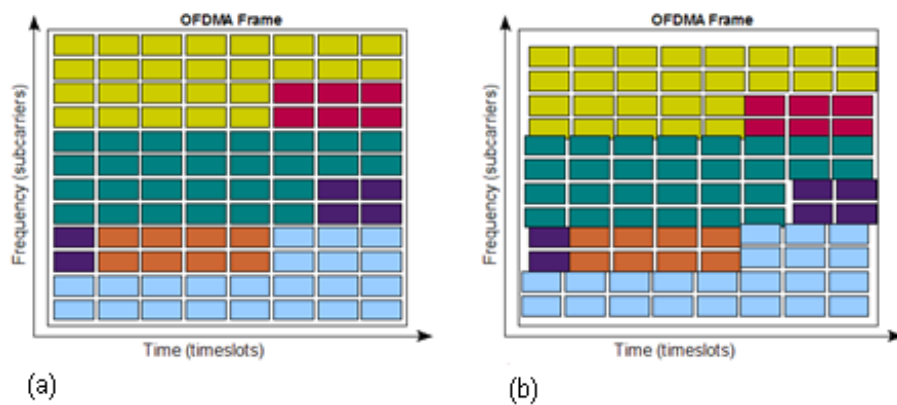 OFDMA Frame
Frequency (subcarriers)
Time (timeslots)
(a)
OFDMA Frame
Frequency (subcarriers)
Time (timeslots)
(b)